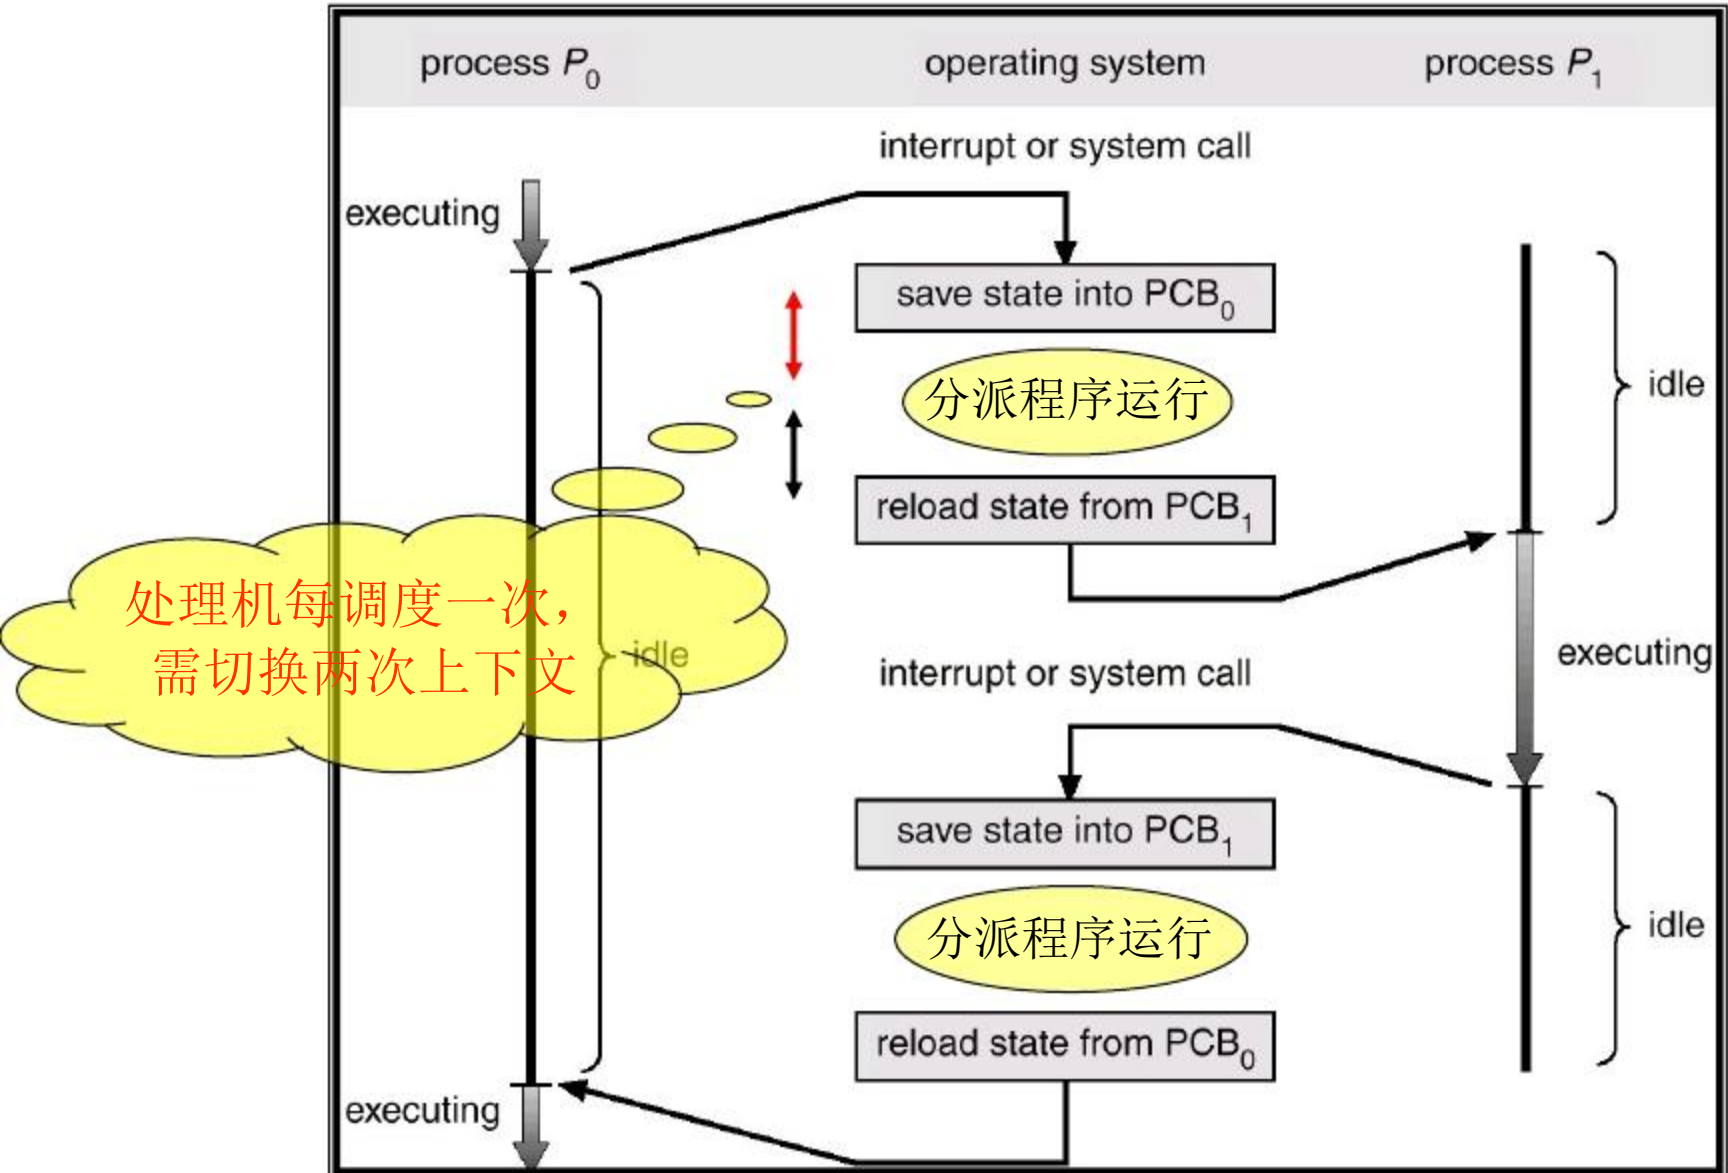 process P0
operating system
process P1
interrupt or system call
executing
save state into PCB0
分派程序运行
idle
reload state from PCB1
处理机每调度一次，
需切换两次上下文
idle
executing
interrupt or system call
save state into PCB1
分派程序运行
idle
reload state from PCB0
executing